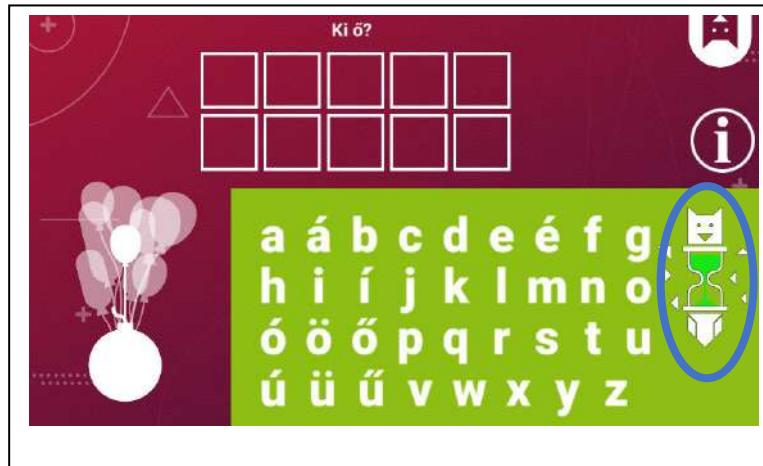 Ki ő?
i
a á b c d e é f g
h i í j k l m n o
ó ö ő p q r s t u
ú ü ű v w x y z